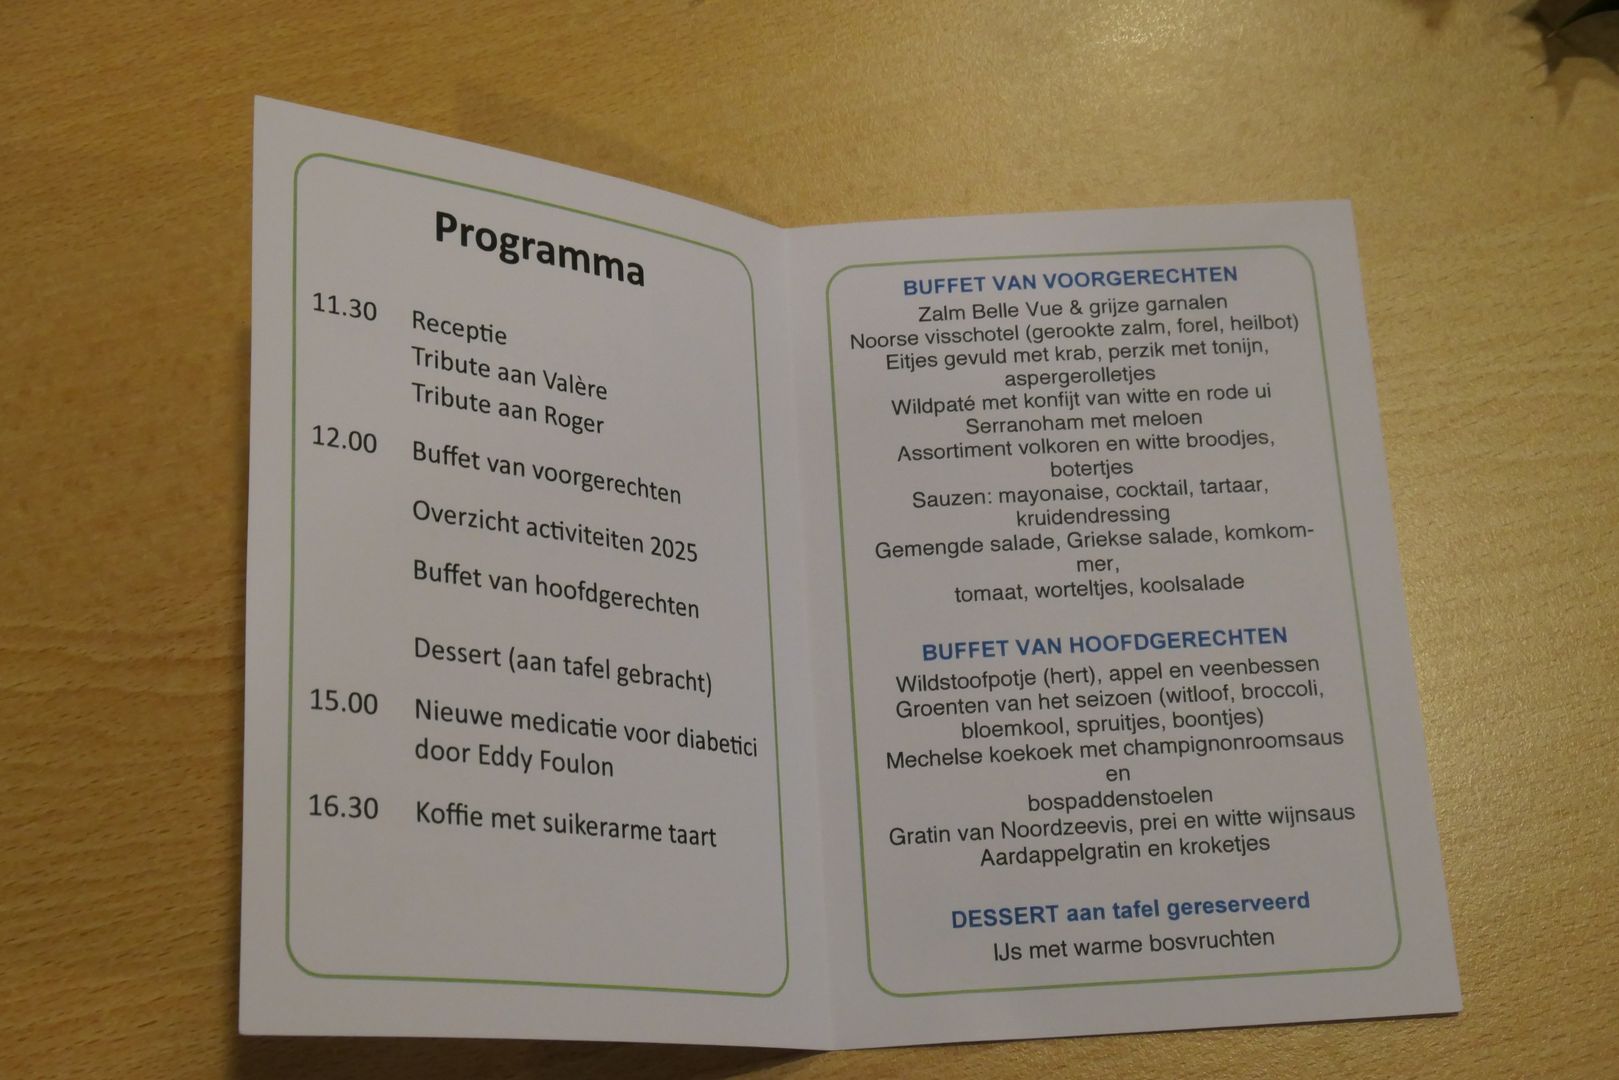 Programma
11.30 Receptie
Tribute aan Valère
Tribute aan Roger
12.00 Buffet van voorgerechten
Overzicht activiteiten 2025
Buffet van hoofdgerechten
Dessert (aan tafel gebracht)
15.00 Nieuwe medicatie voor diabetici
door Eddy Foulon
16.30 Koffie met suikerarme taart
BUFFET VAN VOORGERECHTEN
Zalm Belle Vue & grijze garnalen
Noorse visschotel (gerookte zalm, forel, heilbot)
Eitjes gevuld met krab, perzik met tonijn,
aspergerolletjes
Wildpaté met konfijt van witte en rode ui
Serranoham met meloen
Assortiment volkoren en witte broodjes,
botertjes
Sauzen: mayonaise, cocktail, tartaar,
kruidendressing
Gemengde salade, Griekse salade, komkom-
mer,
tomaat, worteltjes, koolsalade
BUFFET VAN HOOFDGERECHTEN
Wildstoofpotje (hert), appel en veenbessen
Groenten van het seizoen (witloof, broccoli,
bloemkool, spruitjes, boontjes)
Mechelse koekoek met champignonroomsaus
en
bospaddenstoelen
Gratin van Noordzeevis, prei en witte wijnsaus
Aardappelgratin en kroketjes
DESSERT aan tafel gereserveerd
IJs met warme bosvruchten